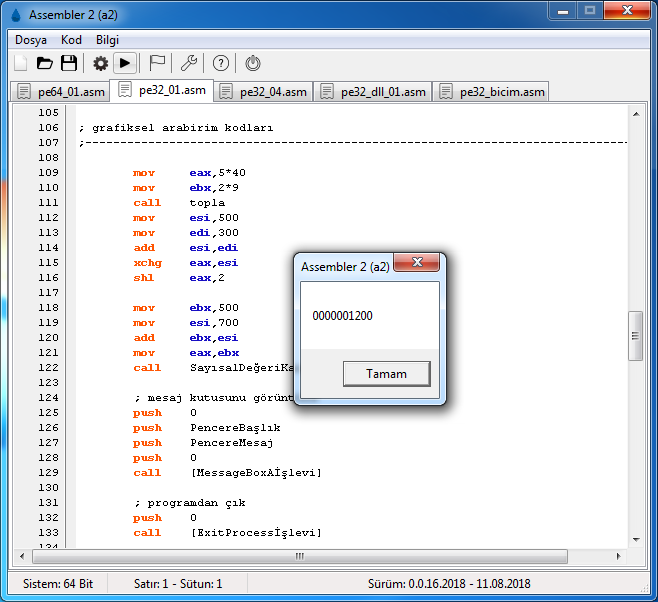 Assembler 2 (a2)
Dosya Kod Bilgi
pe64_01.asm pe32_01.asm pe32_04.asm pe32_dll_01.asm pe32_bicim.asm
105
106 ; grafiksel arabirim kodları
107 ;--------------------------------------------------------------------------------
108
109 mov eax,5*40
110 mov ebx,2*9
111 call topla
112 mov esi,500
113 mov edi,300
114 add esi,edi
115 xchg eax,esi
116 shl eax,2
117
118 mov ebx,500
119 mov esi,700
120 add ebx,esi
121 mov eax,ebx
122 call SayısalDeğeriKa
123
124 ; mesaj kutusunu görünt
125 push 0
126 push PencereBaşlık
127 push PencereMesaj
128 push 0
129 call [MessageBoxAİşlevi]
130
131 ; programdan çık
132 push 0
133 call [ExitProcessİşlevi]
134
Assembler 2 (a2)
0000001200
Tamam
Sistem: 64 Bit Satır: 1 - Sütun: 1 Sürüm: 0.0.16.2018 - 11.08.2018